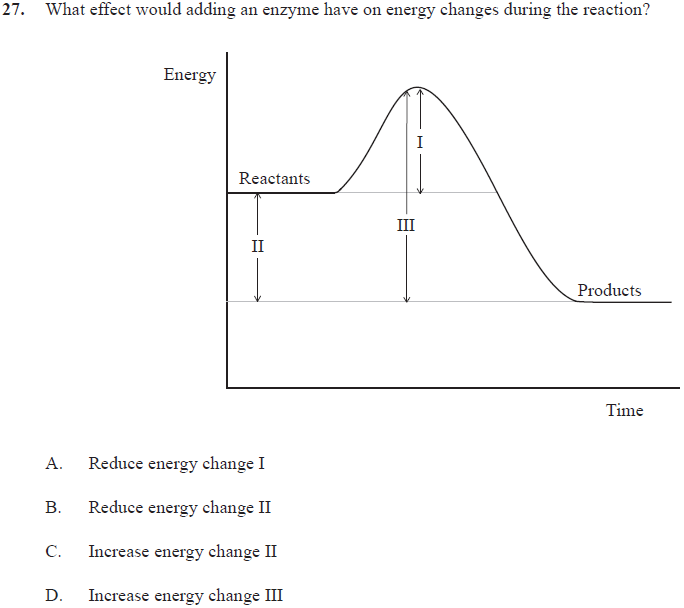 27. What effect would adding an enzyme have on energy changes during the reaction?
Energy
I
Reactants
III
II
Products
Time
A. Reduce energy change I
B. Reduce energy change II
C. Increase energy change II
D. Increase energy change III